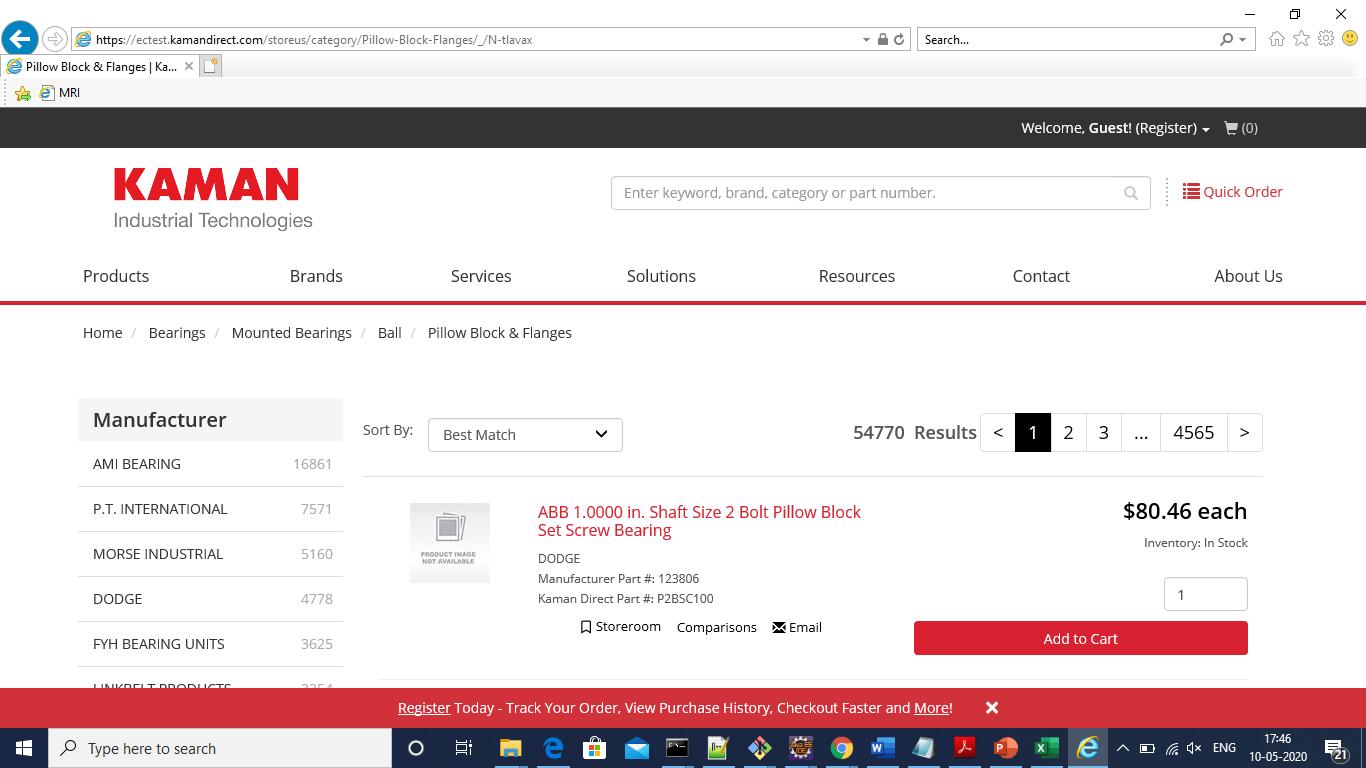 https://ectest.kamandirect.com/storeus/category/Pillow-Block-Flanges/_/N-tlavax
Search...
Pillow Block & Flanges | Ka...
MRI
Welcome, Guest! (Register) (0)
KAMAN
Industrial Technologies
Enter keyword, brand, category or part number.
Quick Order
Products Brands Services Solutions Resources Contact About Us
Home / Bearings / Mounted Bearings / Ball / Pillow Block & Flanges
Manufacturer
AMI BEARING 16861
P.T. INTERNATIONAL 7571
MORSE INDUSTRIAL 5160
DODGE 4778
FYH BEARING UNITS 3625
LINKBELT PRODUCTS
Sort By: Best Match
54770 Results < 1 2 3 ... 4565 >
PRODUCT IMAGE
NOT AVAILABLE
ABB 1.0000 in. Shaft Size 2 Bolt Pillow Block
Set Screw Bearing
DODGE
Manufacturer Part #: 123806
Kaman Direct Part #: P2BSC100
Storeroom Comparisons Email
$80.46 each
Inventory: In Stock
1
Add to Cart
Register Today - Track Your Order, View Purchase History, Checkout Faster and More!
Type here to search
ENG
17:46
10-05-2020
21